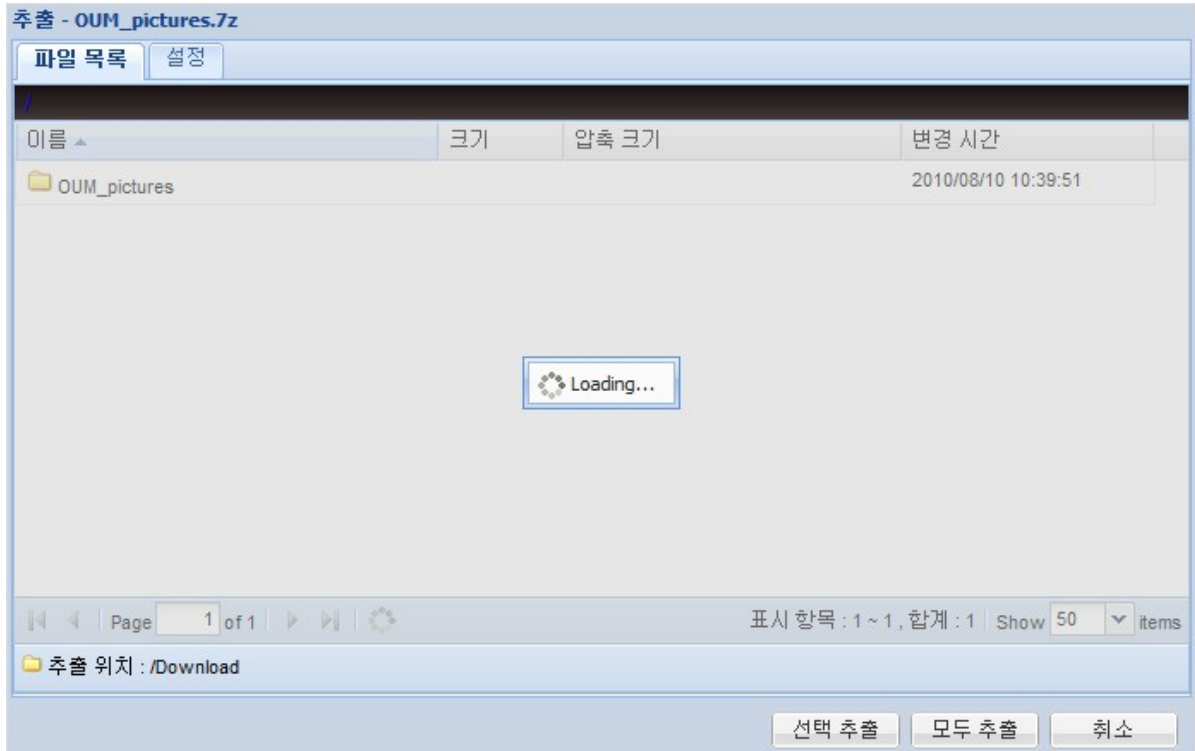 추출 - OUM_pictures.7z
파일 목록 설정
/
이름 크기 압축 크기 변경 시간
OUM_pictures 2010/08/10 10:39:51
Loading...
Page 1 of 1 표시 항목 : 1 ~ 1 , 합계 : 1 Show 50 items
추출 위치 : /Download
선택 추출 모두 추출 취소